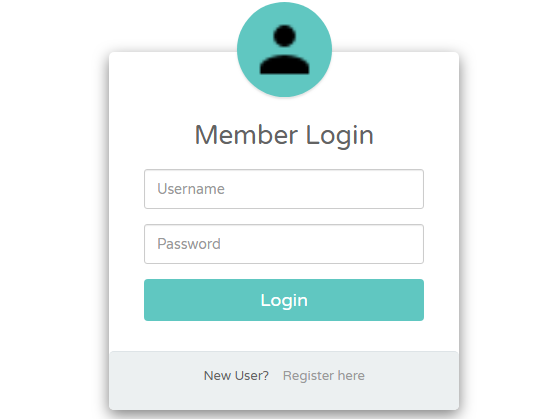 Member Login
Username
Password
Login
New User? Register here